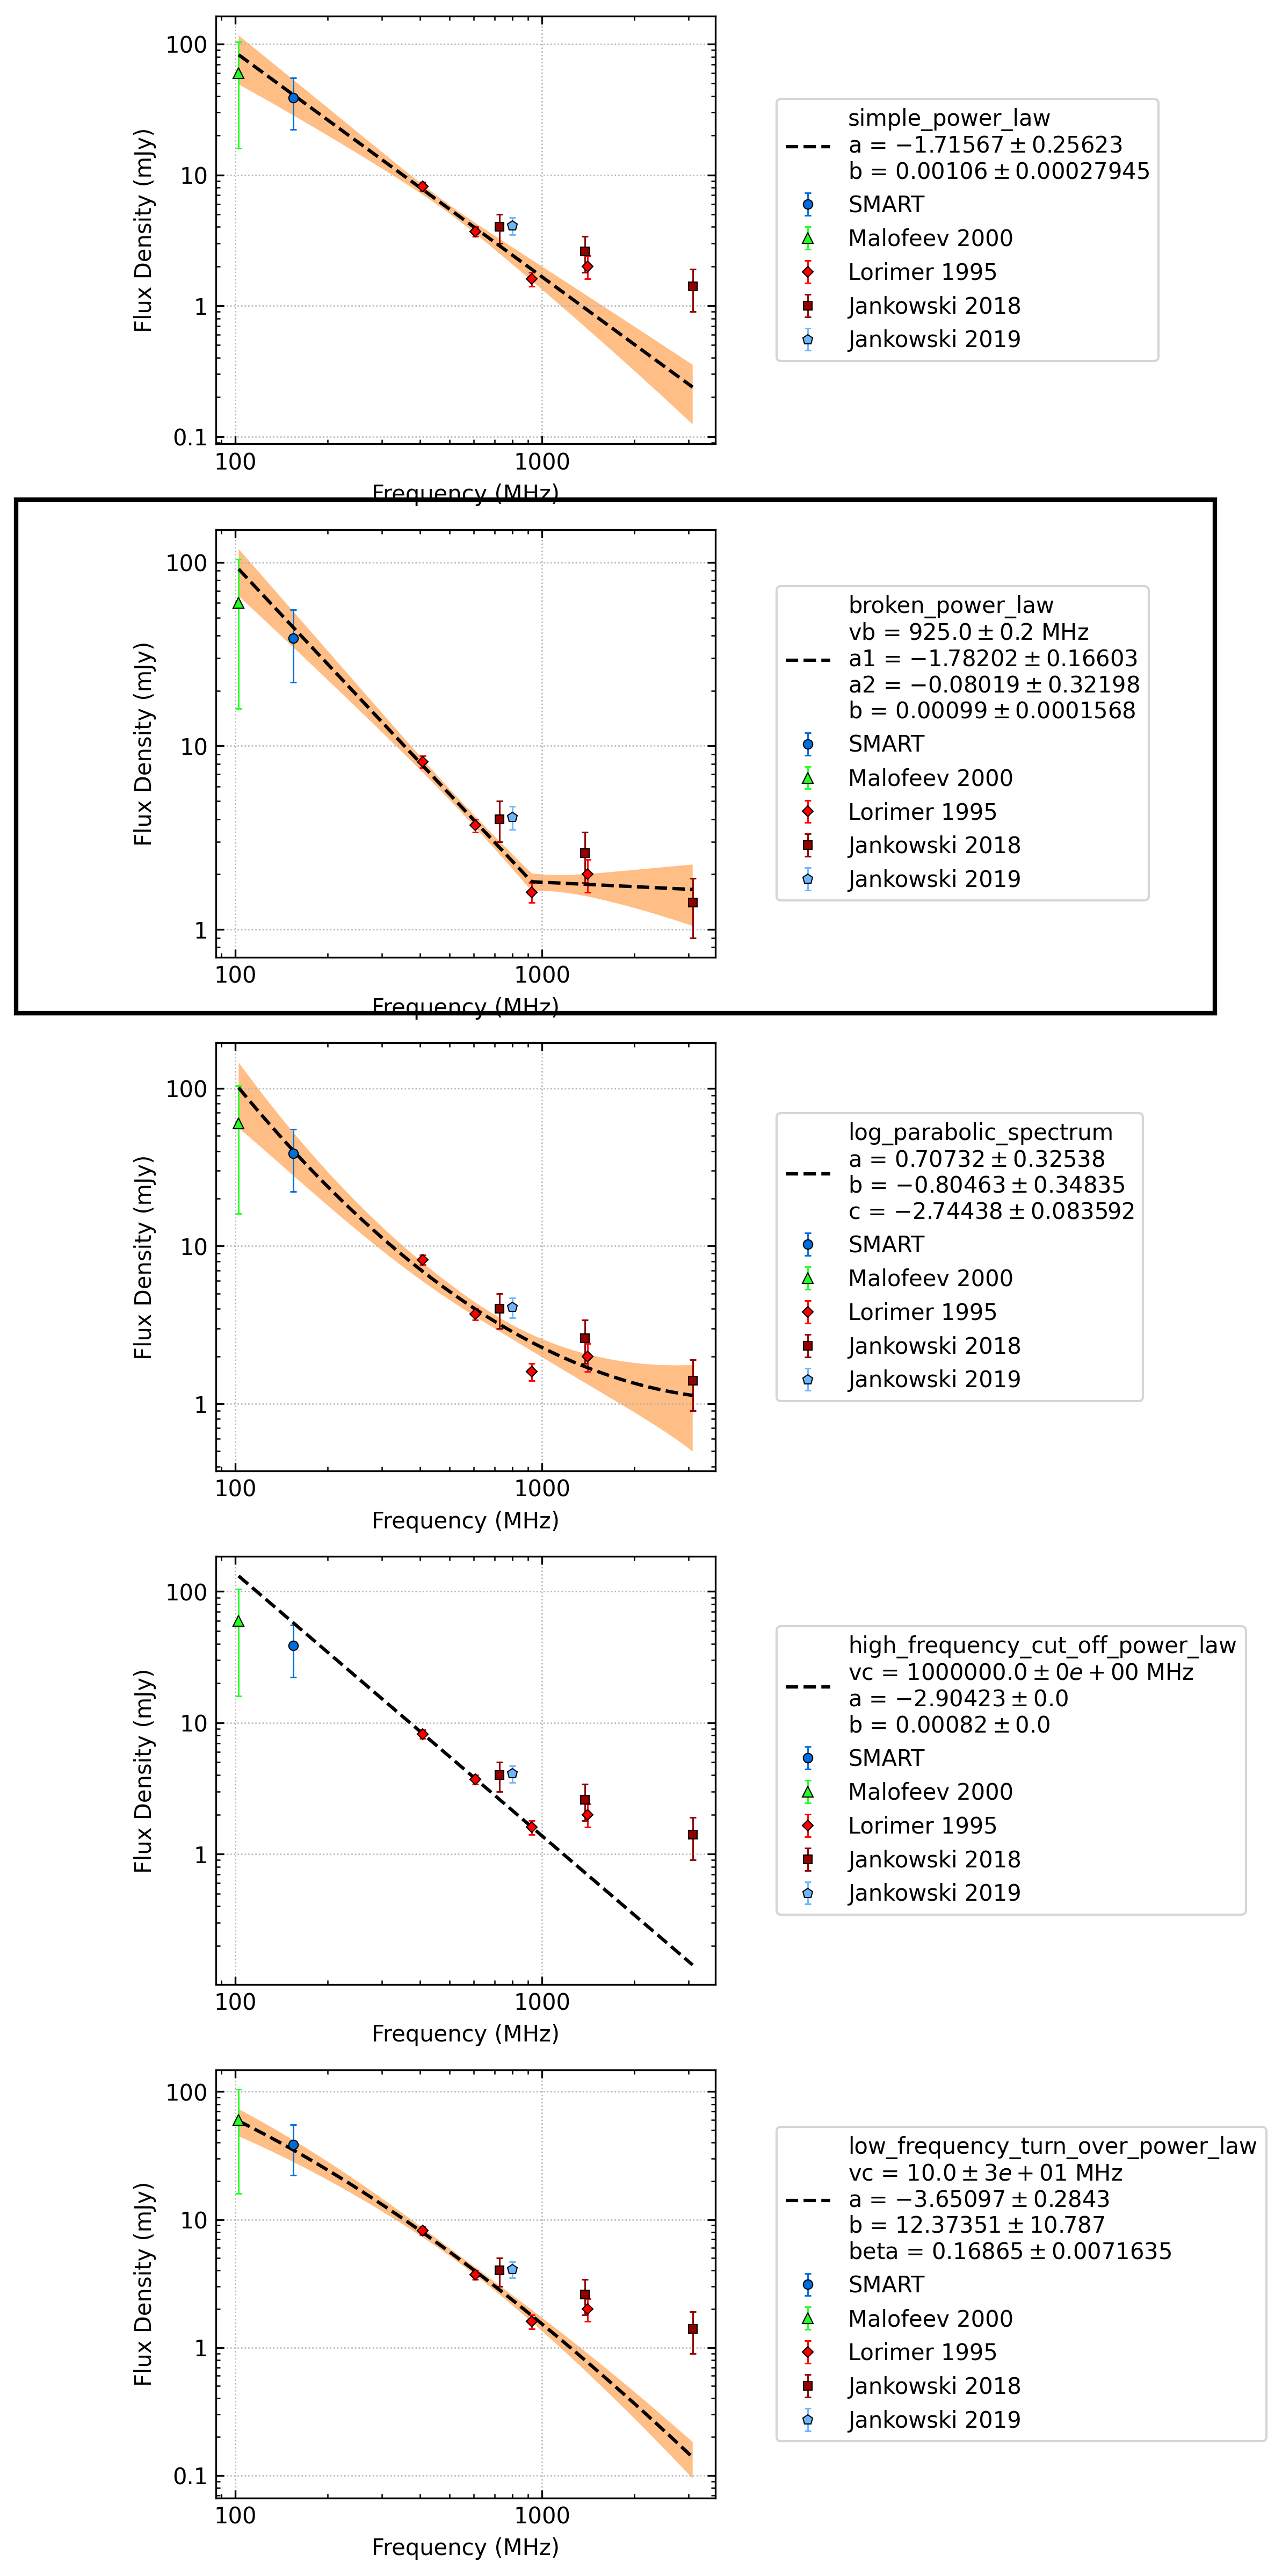 100
10
1
0.1
Flux Density (mJy)
100 1000
Frequency (MHz)
simple_power_law
a = −1.71567 ± 0.25623
b = 0.00106 ± 0.00027945
SMART
Malofeev 2000
Lorimer 1995
Jankowski 2018
Jankowski 2019
100
10
1
Flux Density (mJy)
100 1000
Frequency (MHz)
broken_power_law
vb = 925.0 ± 0.2 MHz
a1 = −1.78202 ± 0.16603
a2 = −0.08019 ± 0.32198
b = 0.00099 ± 0.0001568
SMART
Malofeev 2000
Lorimer 1995
Jankowski 2018
Jankowski 2019
100
10
1
Flux Density (mJy)
100 1000
Frequency (MHz)
log_parabolic_spectrum
a = 0.70732 ± 0.32538
b = −0.80463 ± 0.34835
c = −2.74438 ± 0.083592
SMART
Malofeev 2000
Lorimer 1995
Jankowski 2018
Jankowski 2019
100
10
1
Flux Density (mJy)
100 1000
Frequency (MHz)
high_frequency_cut_off_power_law
vc = 1000000.0 ± 0e + 00 MHz
a = −2.90423 ± 0.0
b = 0.00082 ± 0.0
SMART
Malofeev 2000
Lorimer 1995
Jankowski 2018
Jankowski 2019
100
10
1
0.1
Flux Density (mJy)
100 1000
Frequency (MHz)
low_frequency_turn_over_power_law
vc = 10.0 ± 3e + 01 MHz
a = −3.65097 ± 0.2843
b = 12.37351 ± 10.787
beta = 0.16865 ± 0.0071635
SMART
Malofeev 2000
Lorimer 1995
Jankowski 2018
Jankowski 2019